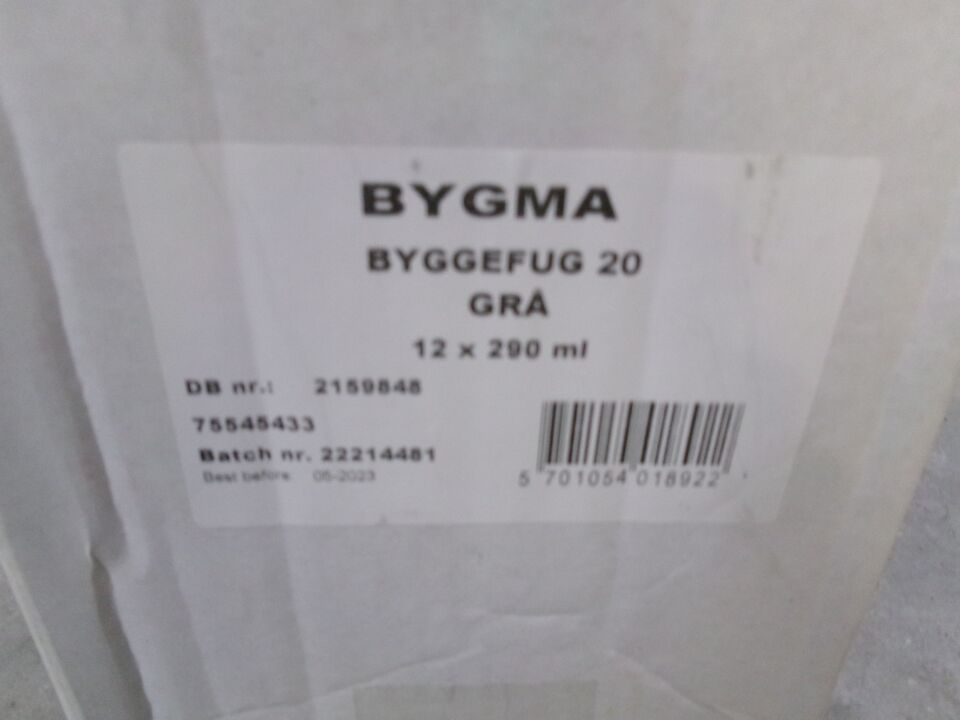 BYGMA
BYGGEFUG 20
GRÅ
12 x 290 ml
DB nr.: 2159848
75545433
Batch nr. 22214481
Best before 05-2023
5 701054 018922